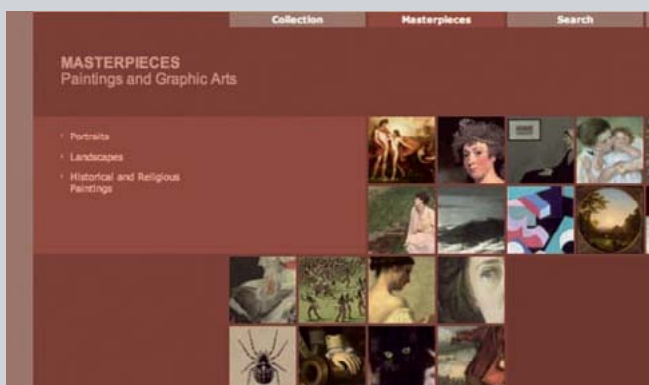 Collection
Masterpieces
Search
MASTERPIECES
Paintings and Graphic Arts
Portraits
Landscapes
Historical and Religious
Paintings